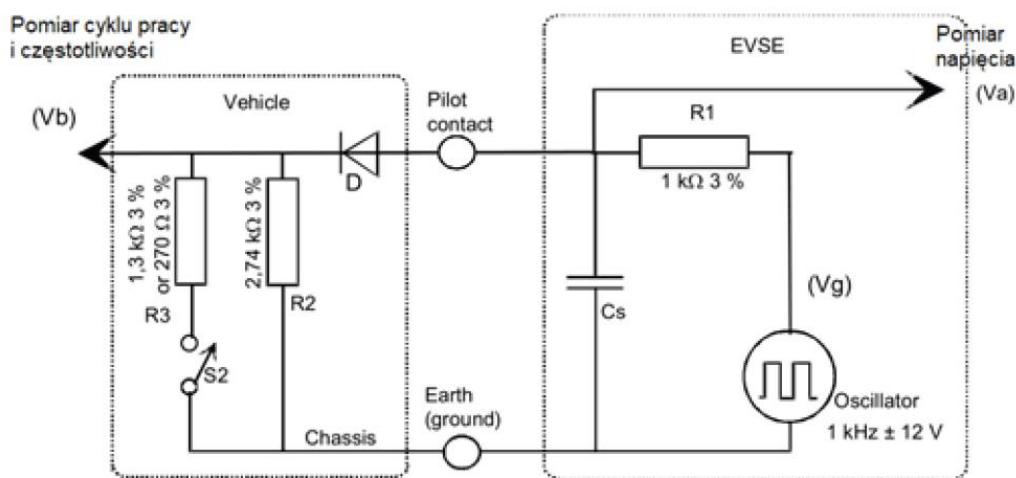 Pomiar cyklu pracy
i częstotliwości
EVSE
Pomiar
napięcia
(Va)
Vehicle
Pilot
contact
(Vb)
R1
D
1 kΩ 3 %
1,3 kΩ 3 %
or 270 Ω 3 %
2,74 kΩ 3 %
R3
R2
Cs
(Vg)
S2
Earth
(ground)
Oscillator
1 kHz ± 12 V
Chassis